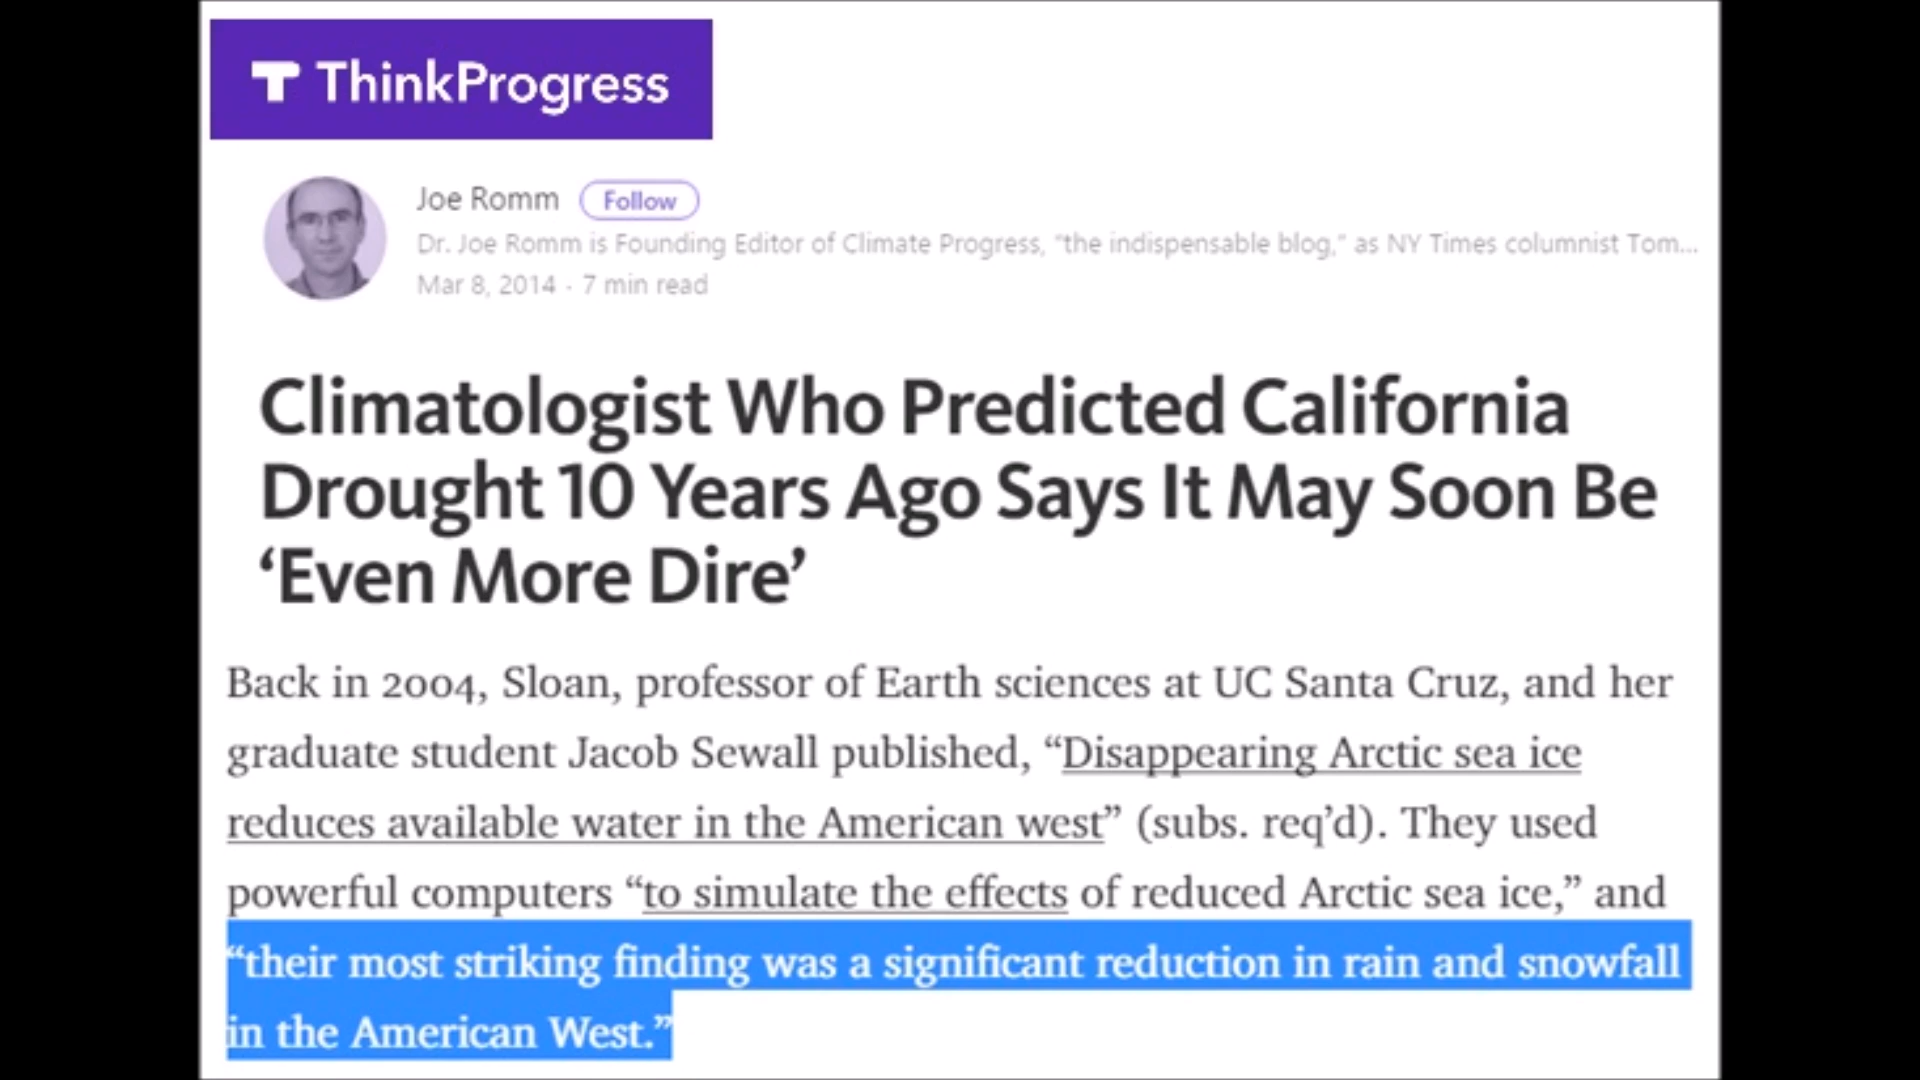 ThinkProgress
Joe Romm Follow
Dr. Joe Romm is Founding Editor of Climate Progress, "the indispensable blog," as NY Times columnist Tom...
Mar 8, 2014 · 7 min read
Climatologist Who Predicted California
Drought 10 Years Ago Says It May Soon Be
‘Even More Dire’
Back in 2004, Sloan, professor of Earth sciences at UC Santa Cruz, and her
graduate student Jacob Sewall published, “Disappearing Arctic sea ice
reduces available water in the American west” (subs. req’d). They used
powerful computers “to simulate the effects of reduced Arctic sea ice,” and
“their most striking finding was a significant reduction in rain and snowfall
in the American West.”